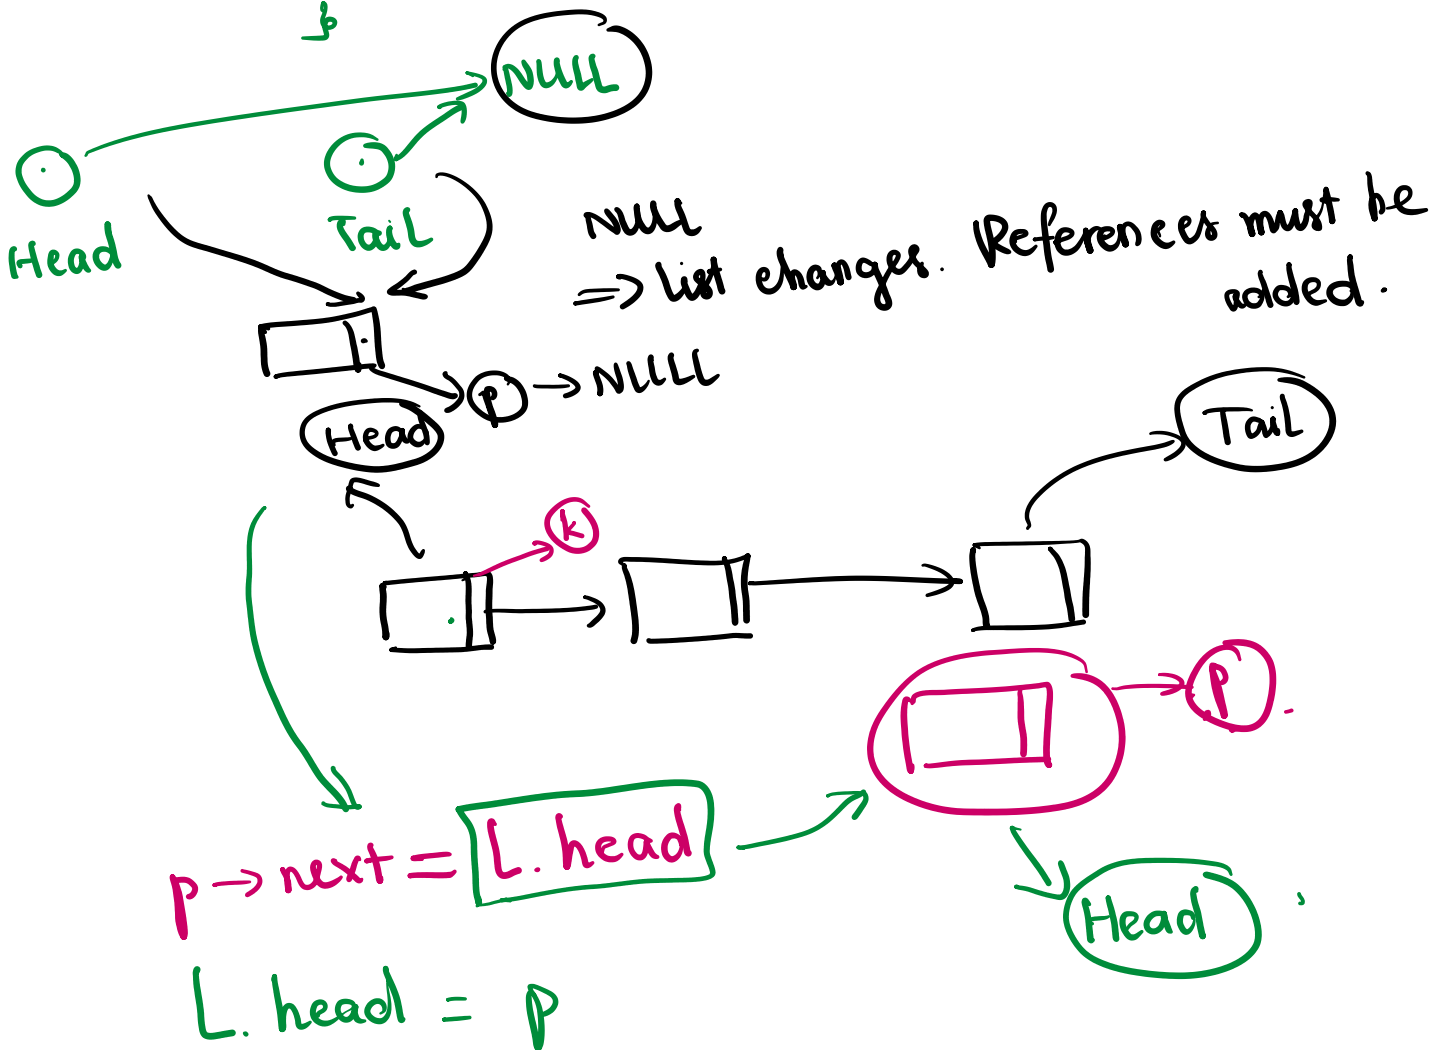 NULL
Head
Tail
NULL
=> List changes. References must be
added.
p → NULL
Head
Tail
k
p
p → next = L. head
Head
L. head = p